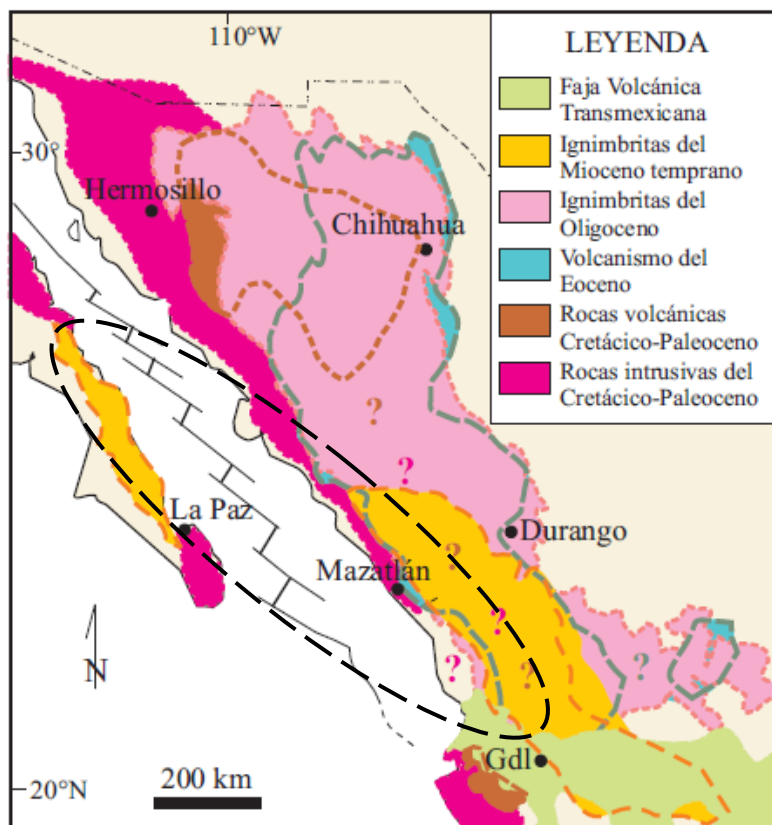 110°W
30°
Hermosillo
Chihuahua
?
?
La Paz
Durango
?
Mazatlán
?
?
?
?
N
Gdl
20°N
200 km
LEYENDA
Faja Volcánica
Transmexicana
Ignimbritas del
Mioceno temprano
Ignimbritas del
Oligoceno
Volcanismo del
Eoceno
Rocas volcánicas
Cretácico-Paleoceno
Rocas intrusivas del
Cretácico-Paleoceno